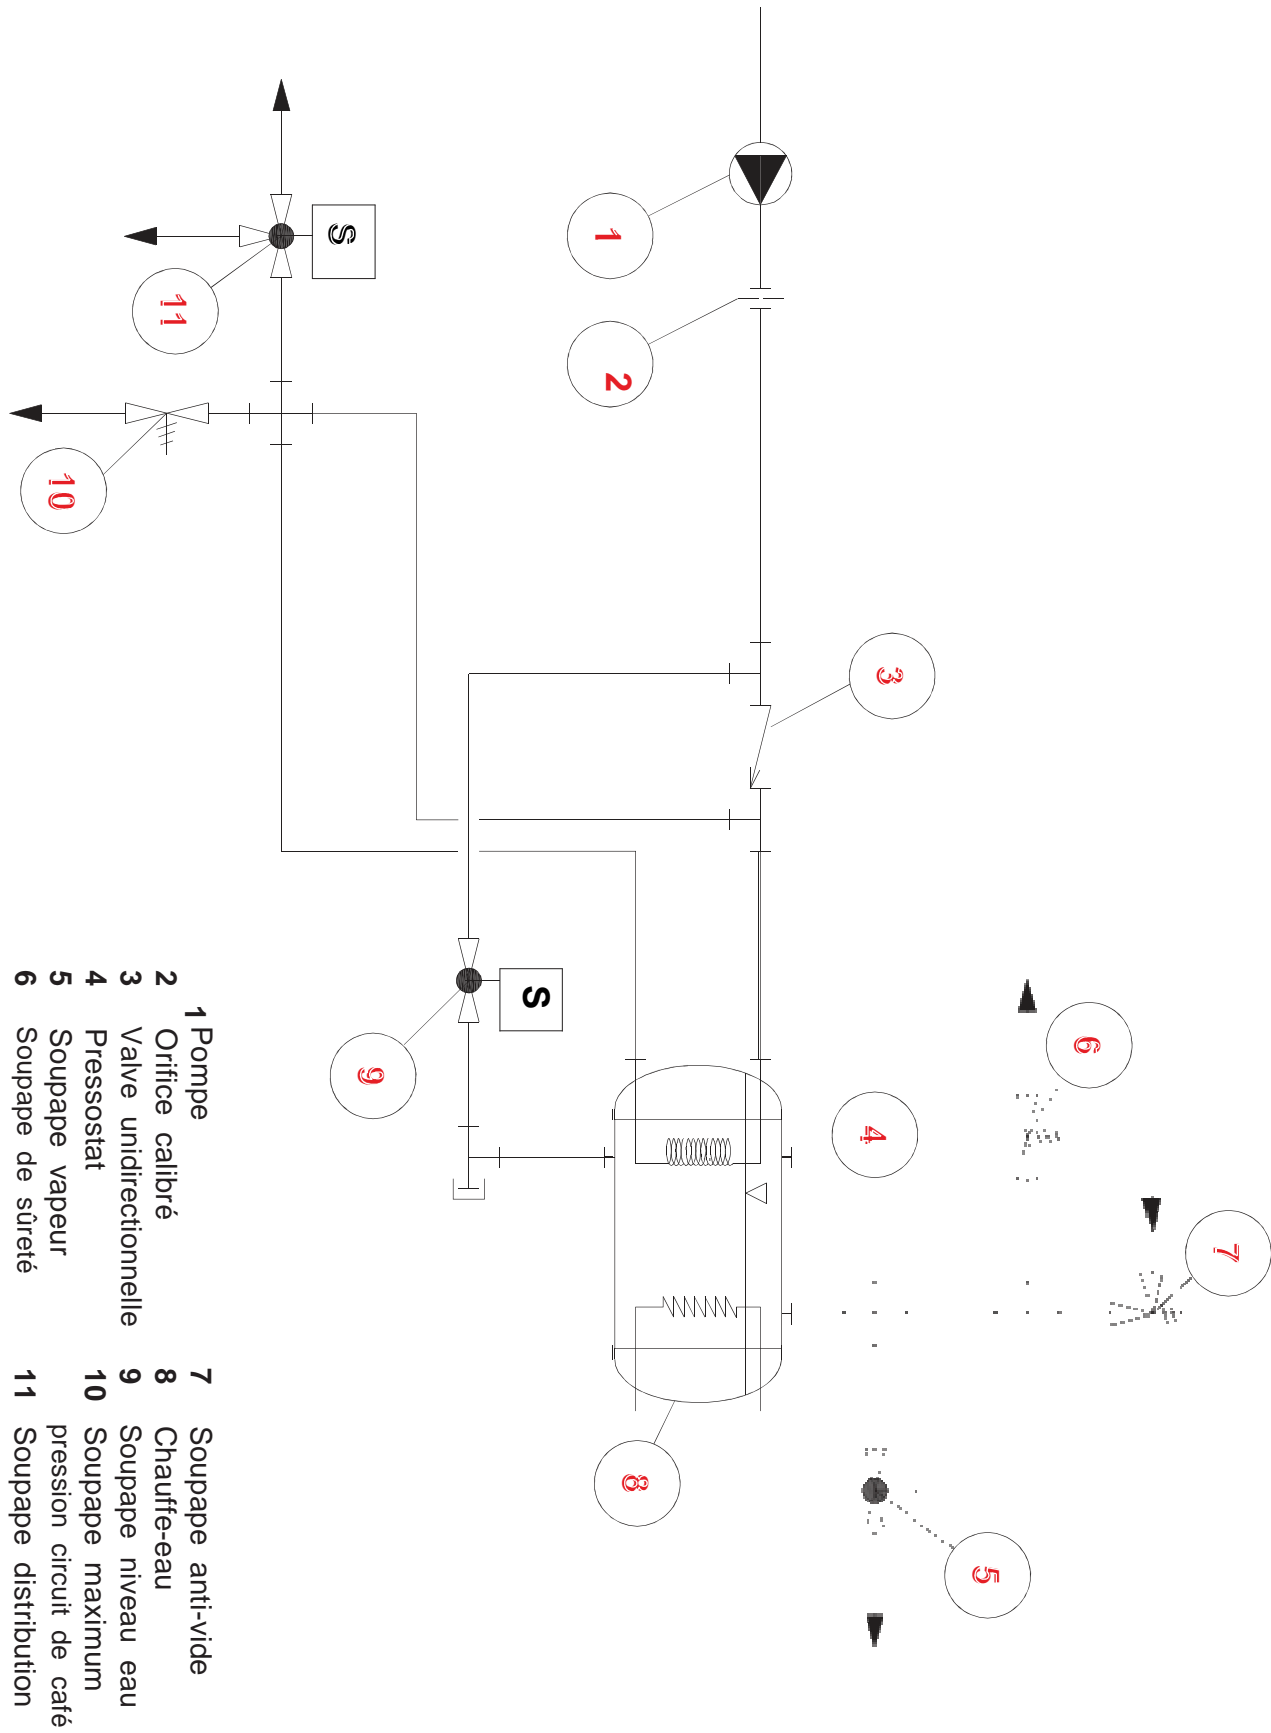 1
2
3
4
5
6
7
8
9
10
11
S
S
1 Pompe
2 Orifice calibré
3 Valve unidirectionnelle
4 Pressostat
5 Soupape vapeur
6 Soupape de sûreté
7 Soupape anti-vide
8 Chauffe-eau
9 Soupape niveau eau
10 Soupape maximum
pression circuit de café
11 Soupape distribution